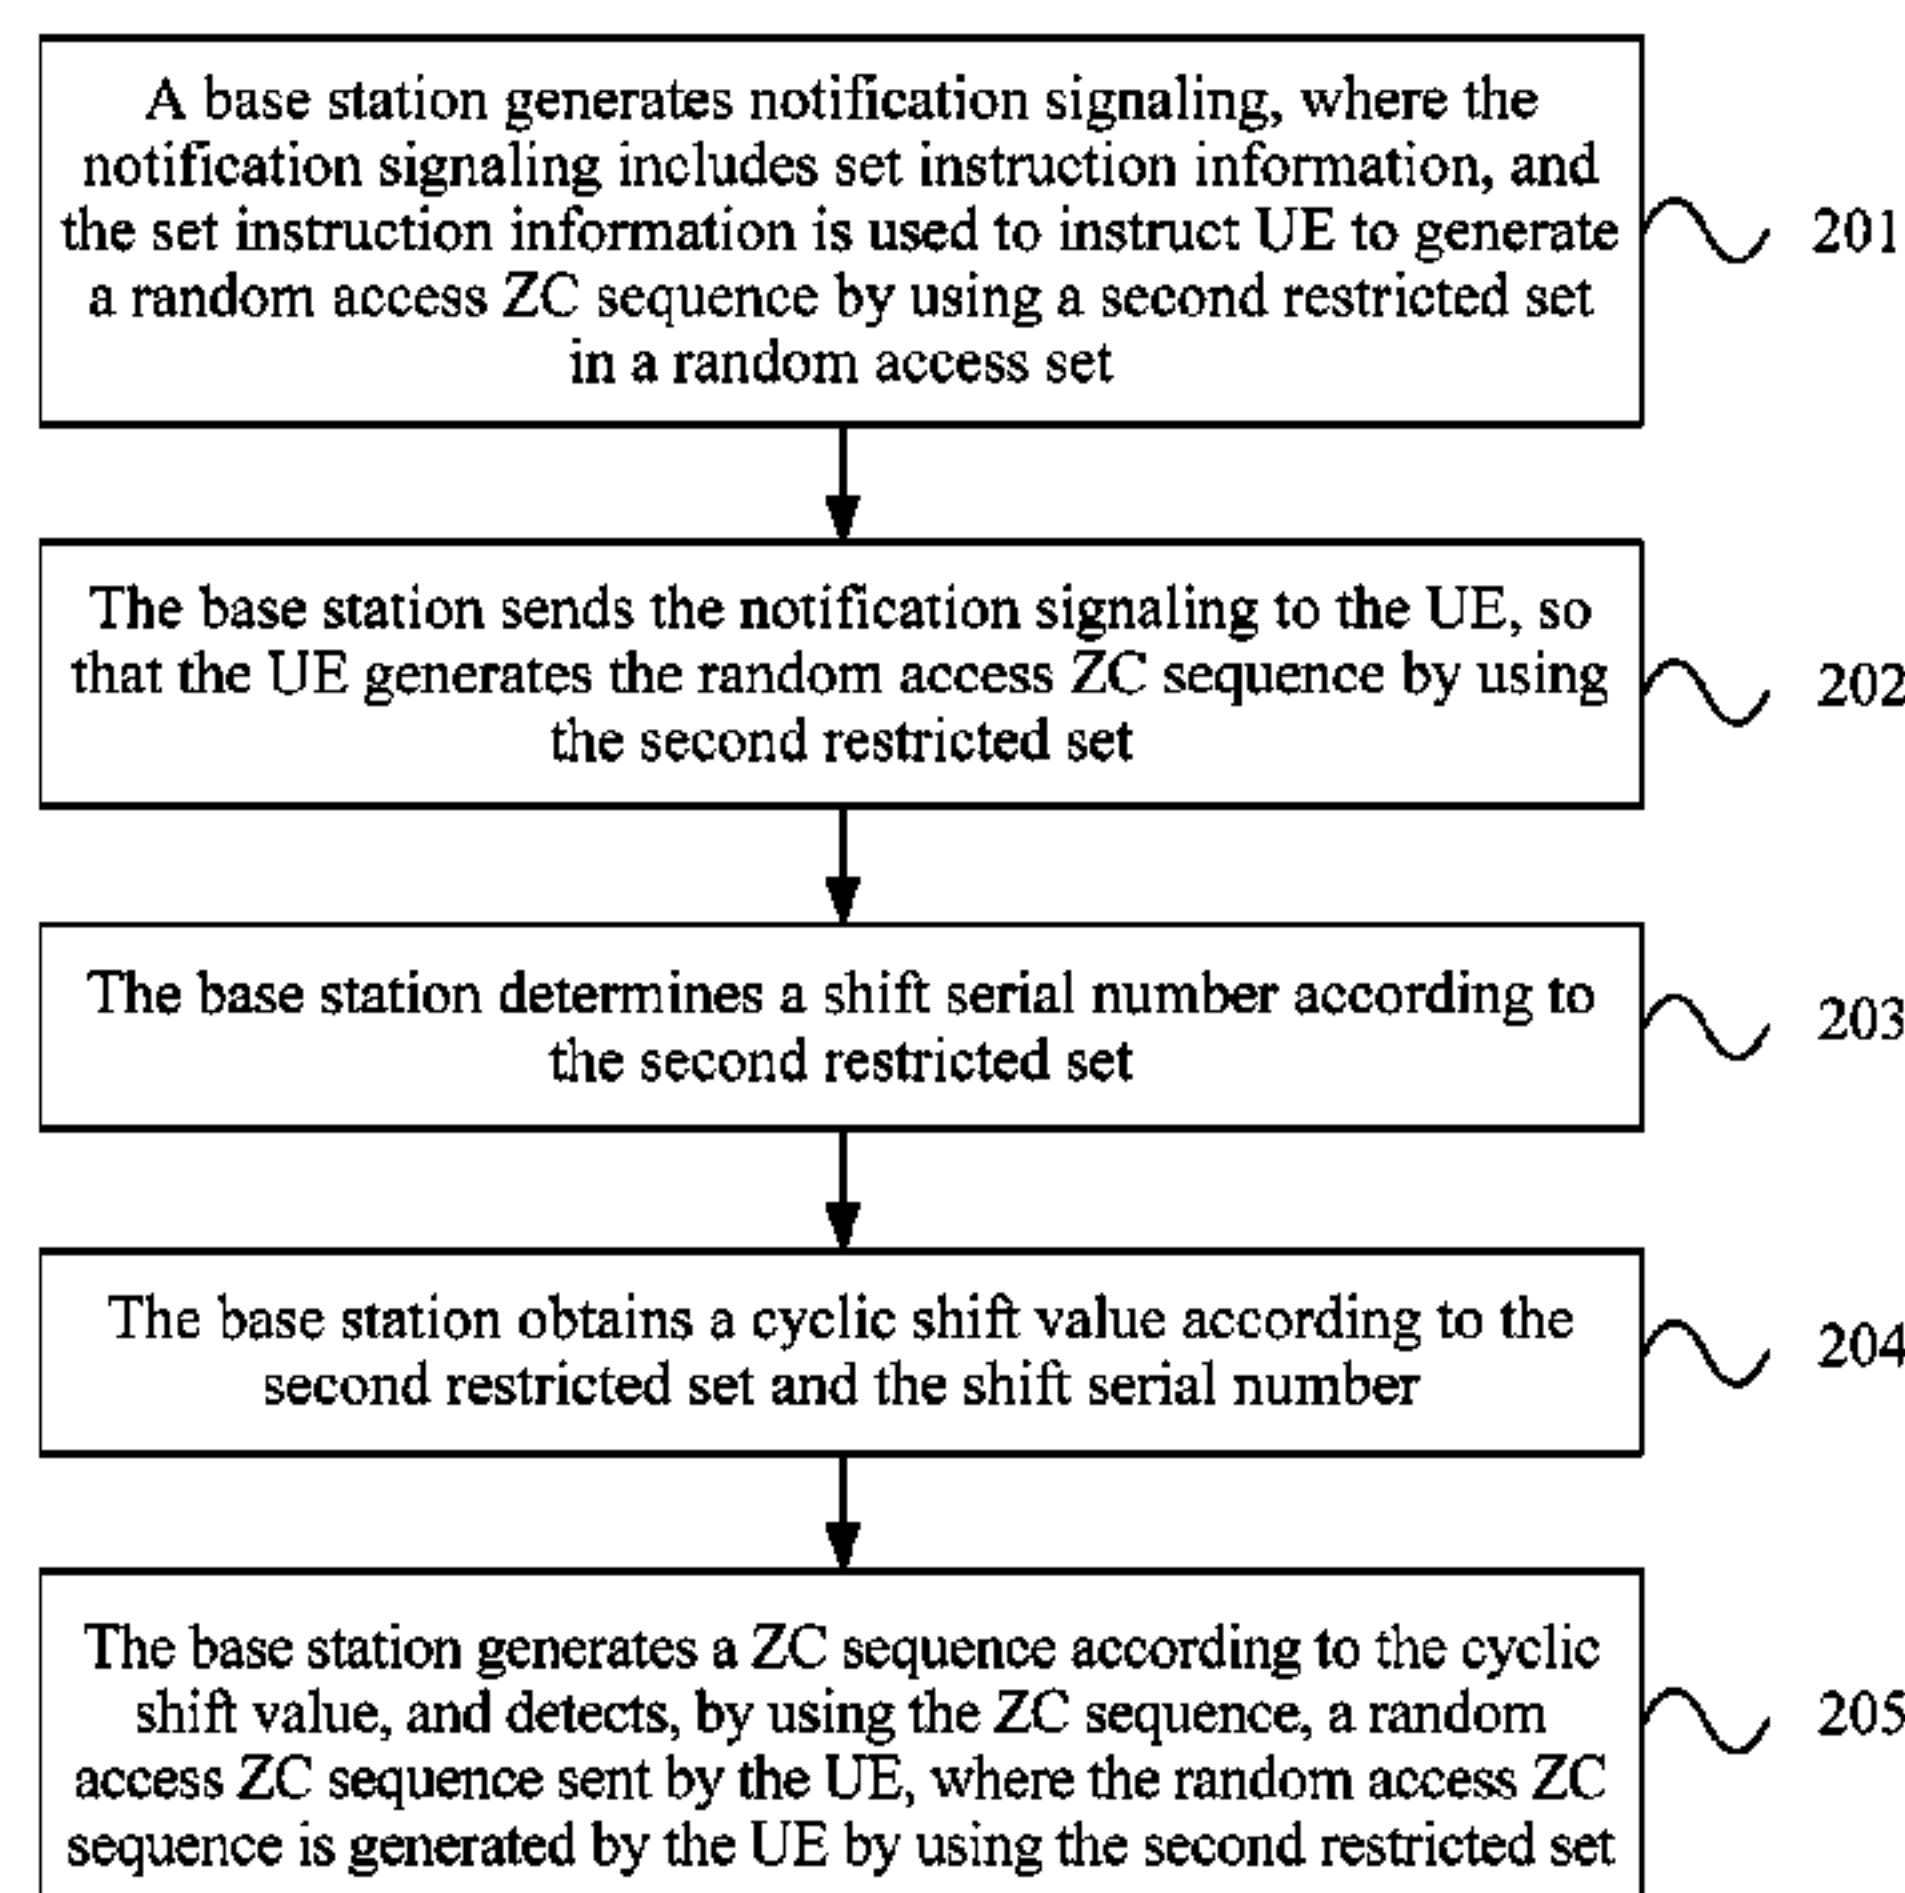 A base station generates notification signaling, where the
notification signaling includes set instruction information, and
the set instruction information is used to instruct UE to generate
a random access ZC sequence by using a second restricted set
in a random access set
201
The base station sends the notification signaling to the UE, so
that the UE generates the random access ZC sequence by using
the second restricted set
202
The base station determines a shift serial number according to
the second restricted set
203
The base station obtains a cyclic shift value according to the
second restricted set and the shift serial number
204
The base station generates a ZC sequence according to the cyclic
shift value, and detects, by using the ZC sequence, a random
access ZC sequence sent by the UE, where the random access ZC
sequence is generated by the UE by using the second restricted set
205